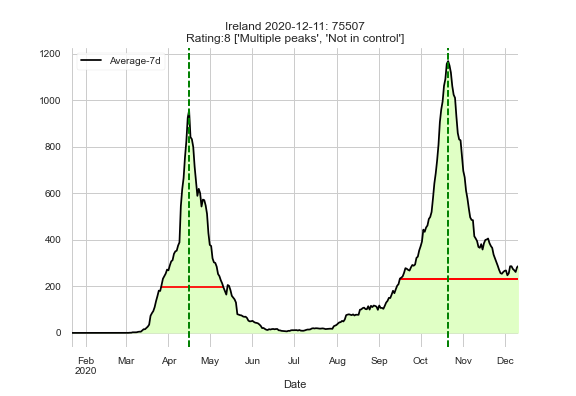 Ireland 2020-12-11: 75507
Rating:8 ['Multiple peaks', 'Not in control']
Average-7d
1200
1000
800
600
400
200
0
Feb Mar Apr May Jun Jul Aug Sep Oct Nov Dec
2020
Date